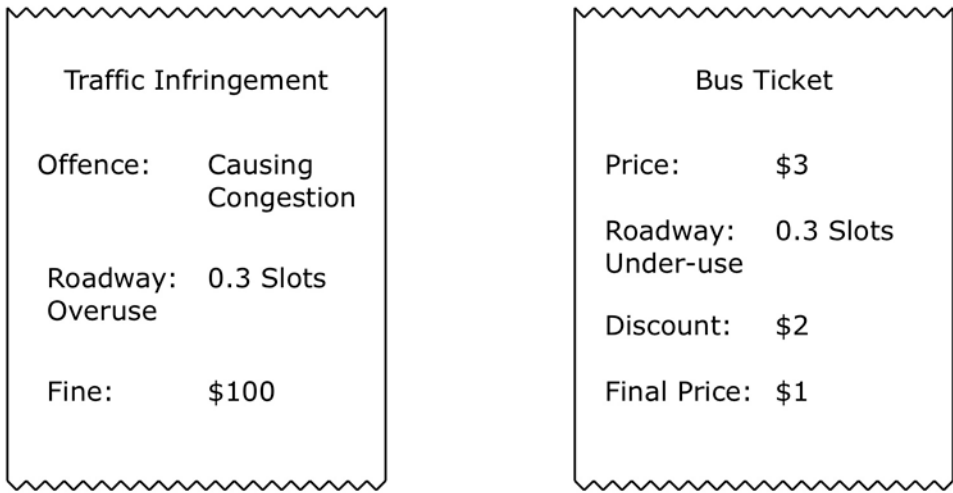 Traffic Infringement
Offence: Causing
Congestion
Roadway: 0.3 Slots
Overuse
Fine: $100
Bus Ticket
Price: $3
Roadway: 0.3 Slots
Under-use
Discount: $2
Final Price: $1